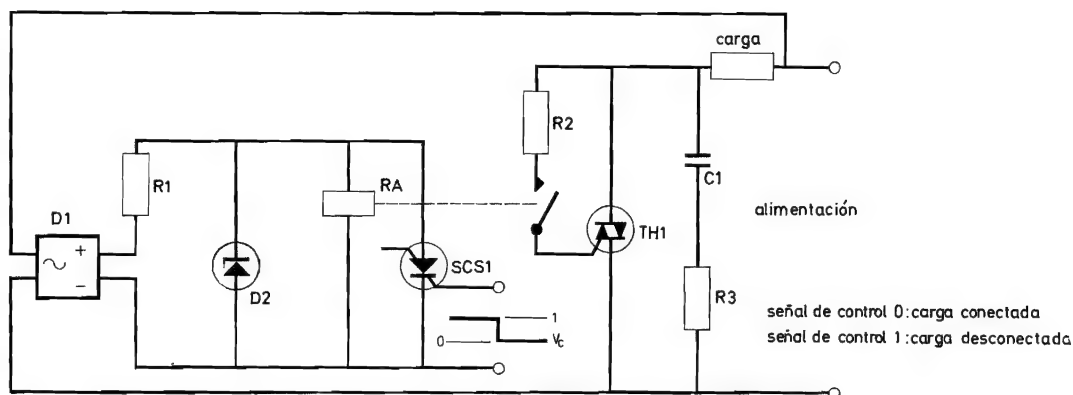 carga
R2
R1
RA
C1
D1
alimentación
TH1
+
SCS1
−
D2
R3
señal de control 0:carga conectada
1
señal de control 1:carga desconectada
0
Vc